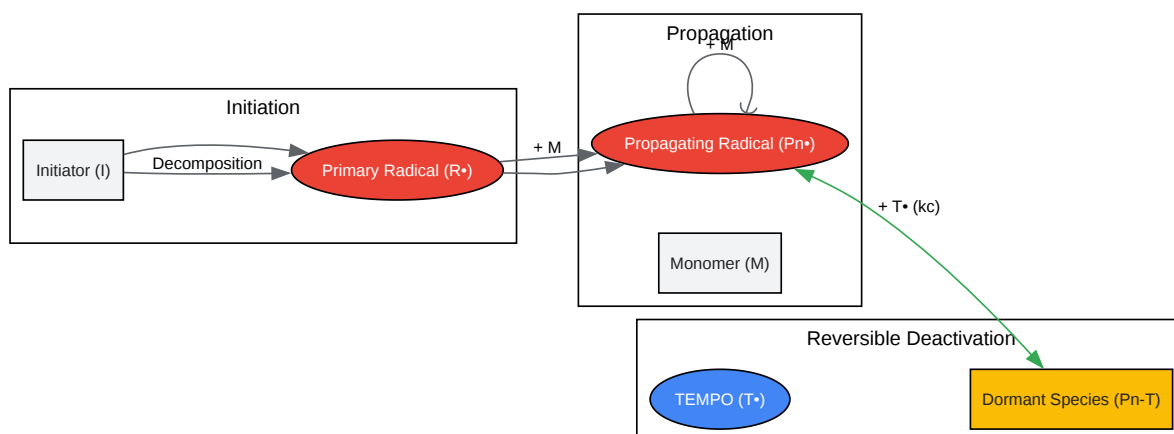 Propagation
+ M
Initiation
Initiator (I)
Decomposition
Primary Radical (R•)
+ M
Propagating Radical (Pn•)
+ T• (kc)
Monomer (M)
Reversible Deactivation
TEMPO (T•)
Dormant Species (Pn-T)